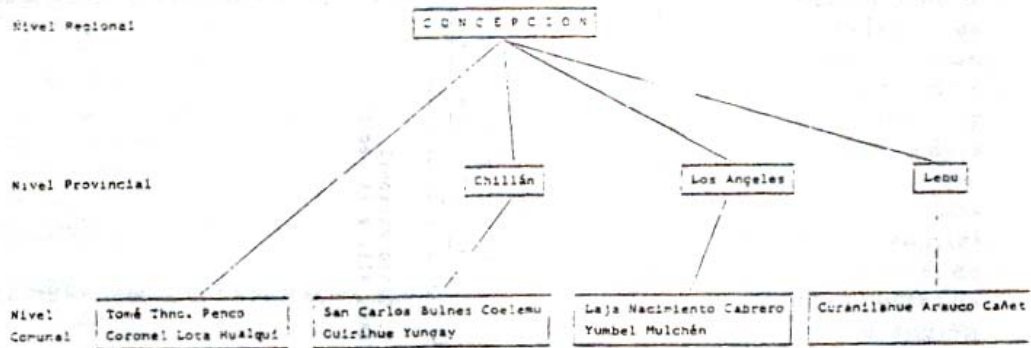 Nivel Regional
C O N C E P C I O N
Nivel Provincial
Chillán
Los Angeles
Lebu
Nivel
Comunal
Tomé Thno. Penco
Coronel Lota Hualqui
San Carlos Bulnes Coelemu
Quirihue Yungay
Laja Nacimiento Cabrero
Yumbel Mulchén
Curanilahue Arauco Cañet